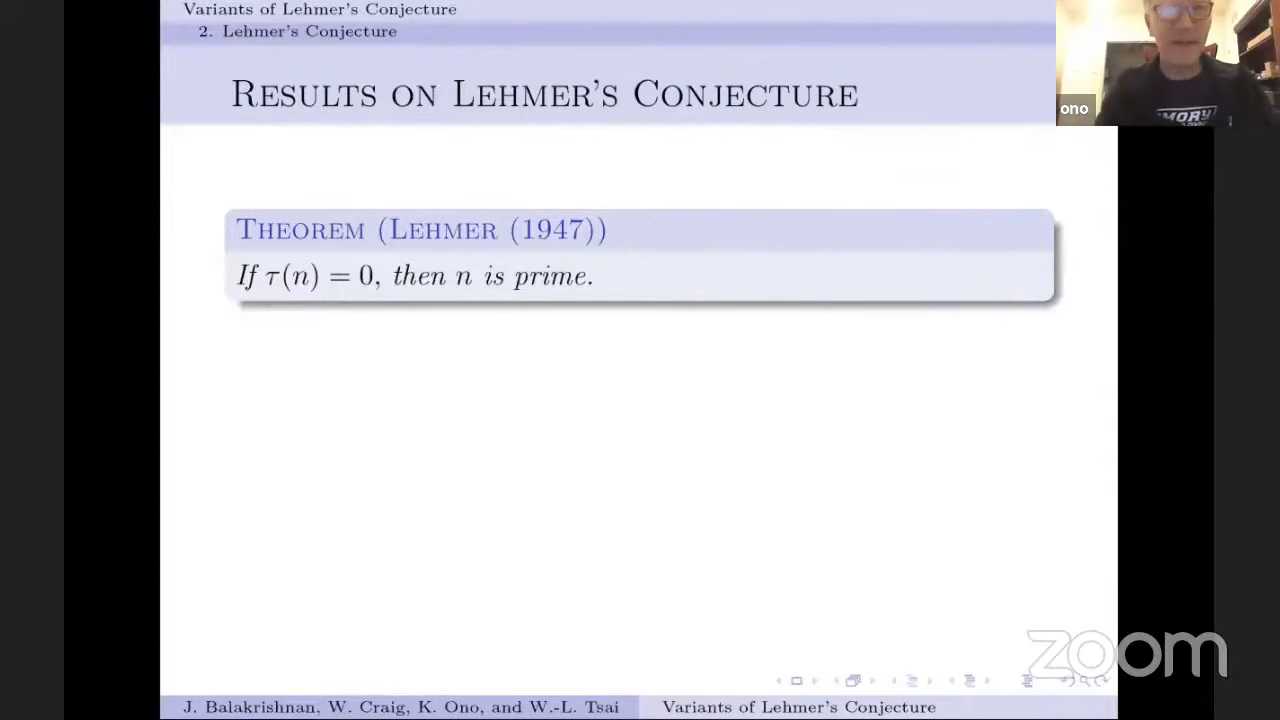 Variants of Lehmer's Conjecture
2. Lehmer's Conjecture
Results on Lehmer's Conjecture
ono
Theorem (Lehmer (1947))
If τ(n) = 0, then n is prime.
zoom
J. Balakrishnan, W. Craig, K. Ono, and W.-L. Tsai
Variants of Lehmer's Conjecture